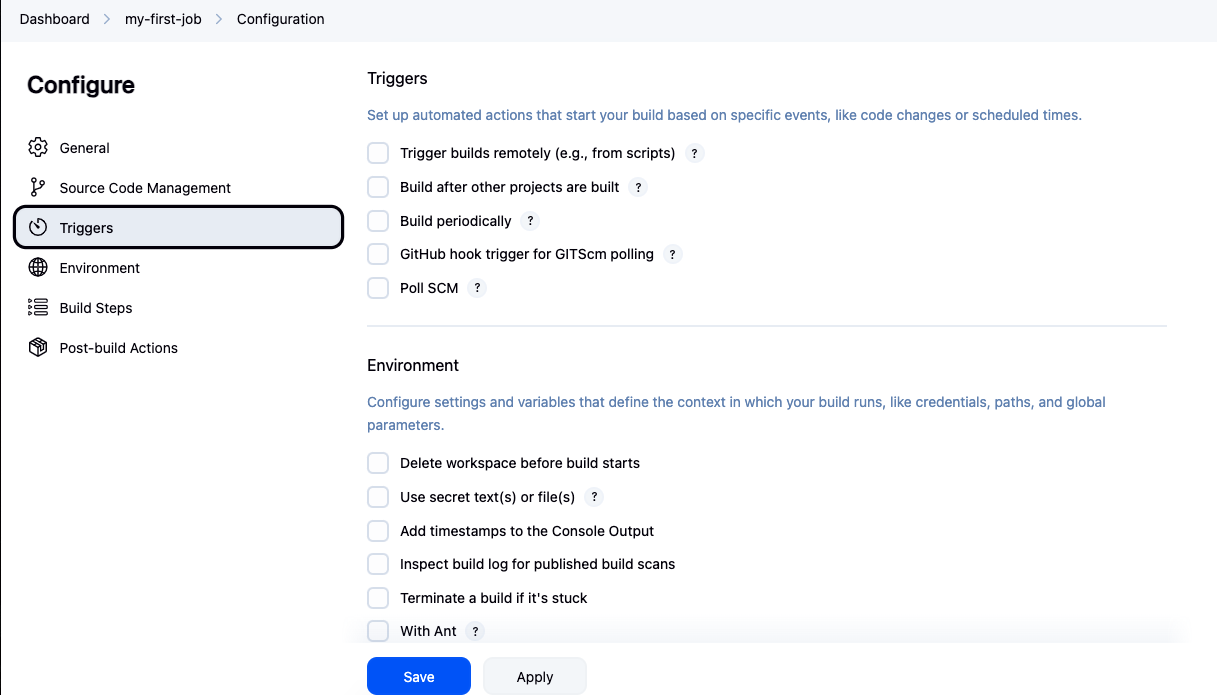 Dashboard > my-first-job > Configuration
Configure
General
Source Code Management
Triggers
Environment
Build Steps
Post-build Actions
Triggers
Set up automated actions that start your build based on specific events, like code changes or scheduled times.
Trigger builds remotely (e.g., from scripts) ?
Build after other projects are built ?
Build periodically ?
GitHub hook trigger for GITScm polling ?
Poll SCM ?
Environment
Configure settings and variables that define the context in which your build runs, like credentials, paths, and global
parameters.
Delete workspace before build starts
Use secret text(s) or file(s) ?
Add timestamps to the Console Output
Inspect build log for published build scans
Terminate a build if it's stuck
With Ant ?
Save Apply